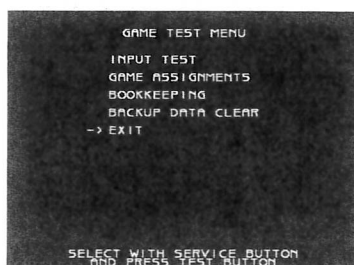 GAME TEST MENU
INPUT TEST
GAME ASSIGNMENTS
BOOKKEEPING
BACKUP DATA CLEAR
-> EXIT
SELECT WITH SERVICE BUTTON
AND PRESS TEST BUTTON